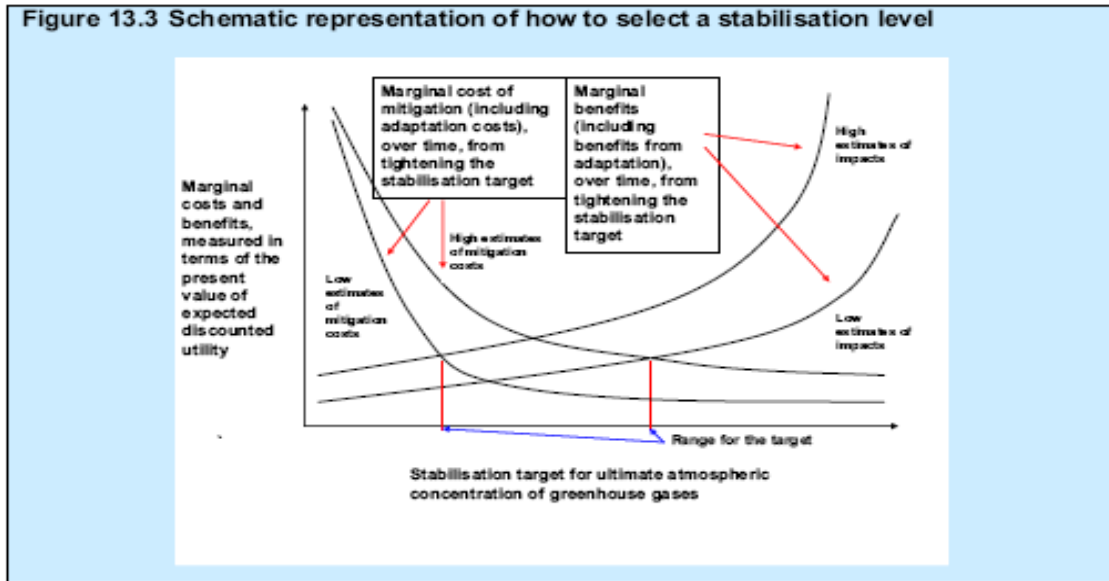 Figure 13.3 Schematic representation of how to select a stabilisation level
Marginal cost of
mitigation (including
adaptation costs),
over time, from
tightening the
stabilisation target
Marginal
benefits
(including
benefits from
adaptation),
over time, from
tightening the
stabilisation
target
High
estimates of
impacts
Marginal
costs and
benefits,
measured in
terms of the
present
value of
expected
discounted
utility
High estimates
of mitigation
costs
Low
estimates
of
mitigation
costs
Low
estimates of
impacts
Range for the target
Stabilisation target for ultimate atmospheric
concentration of greenhouse gases